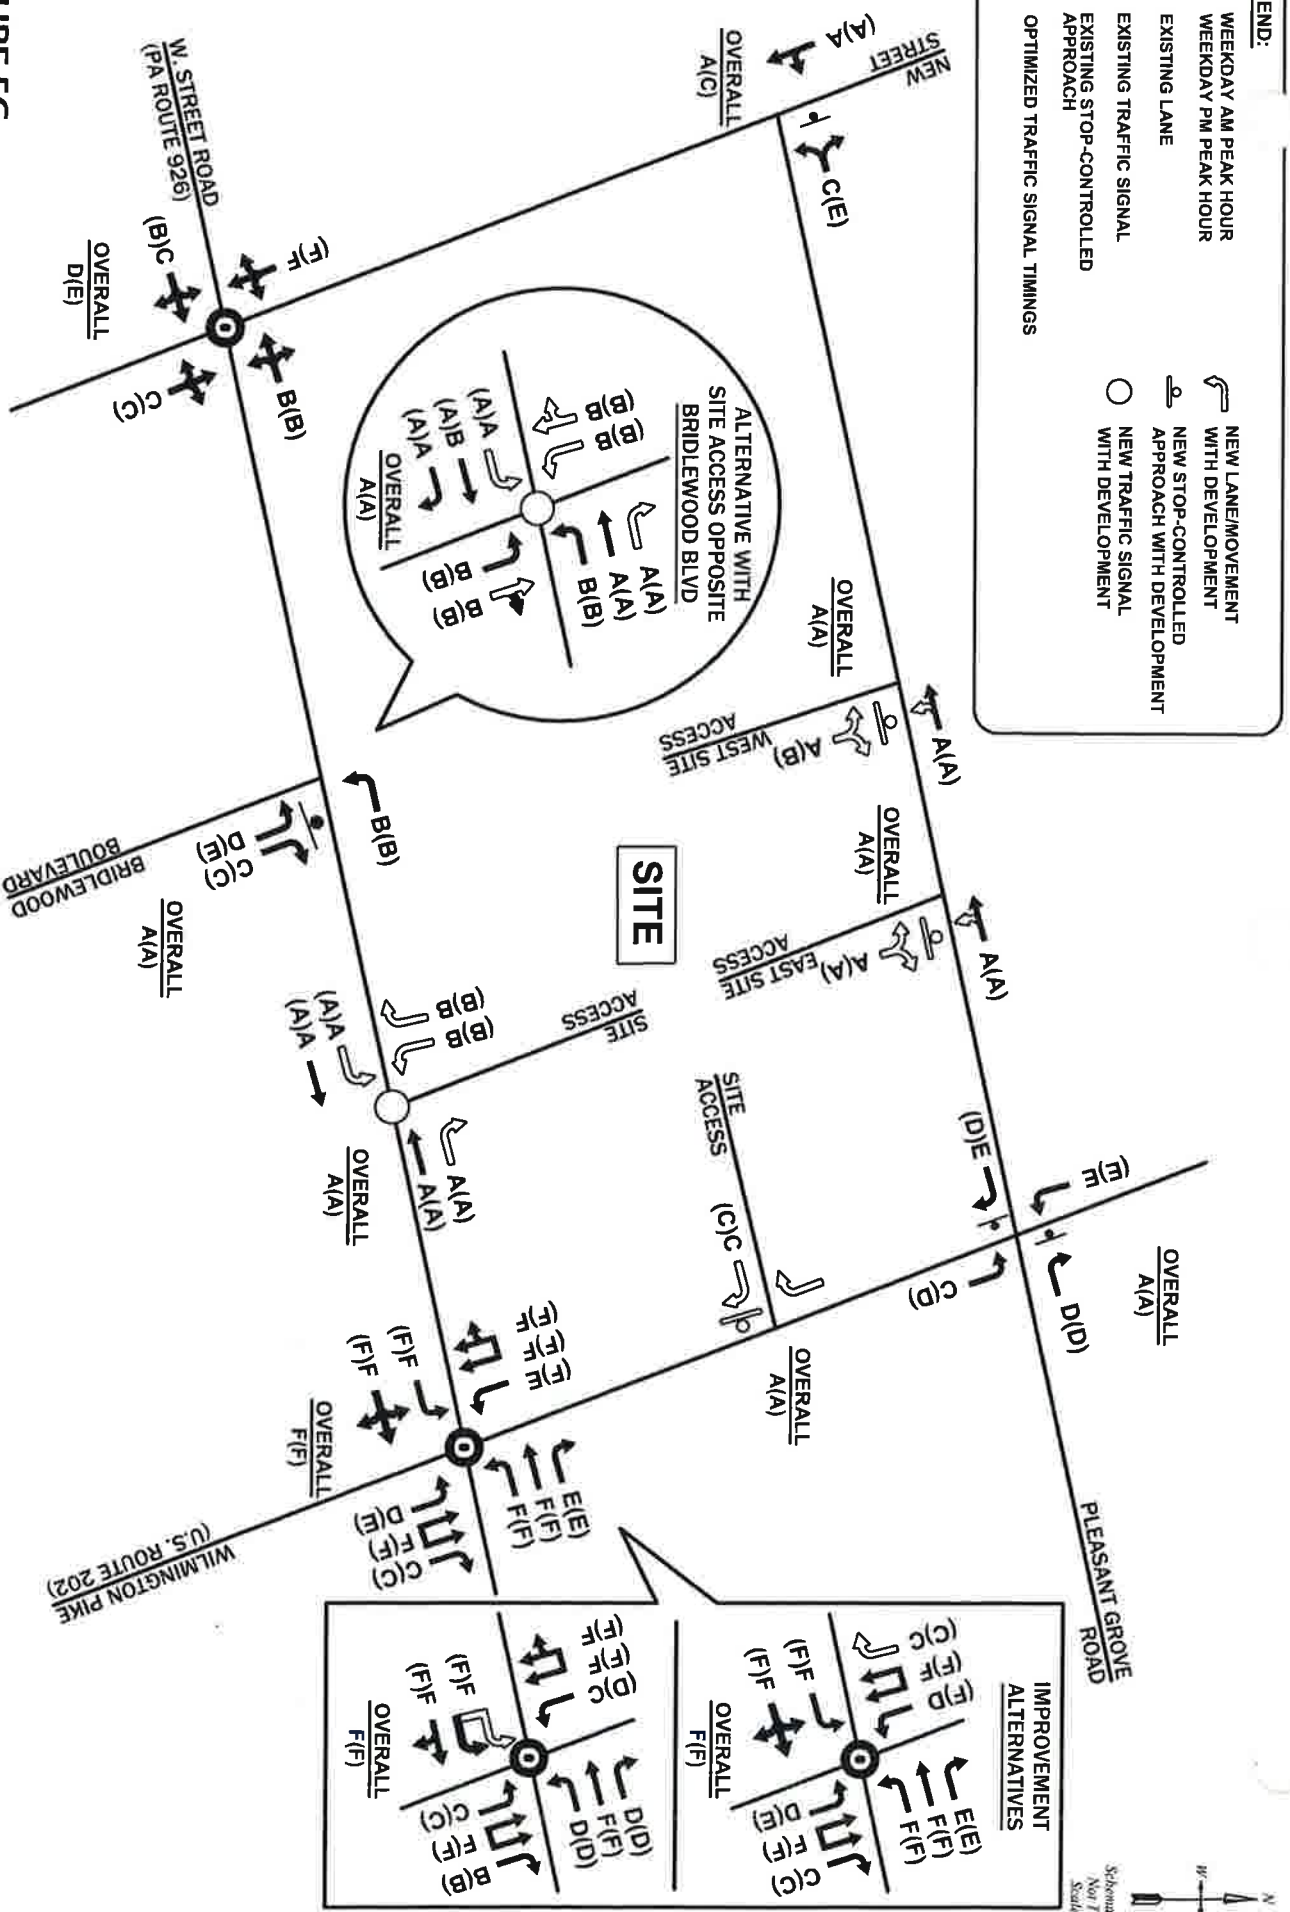 END:
WEEKDAY AM PEAK HOUR
WEEKDAY PM PEAK HOUR
EXISTING LANE
EXISTING TRAFFIC SIGNAL
EXISTING STOP-CONTROLLED
APPROACH
OPTIMIZED TRAFFIC SIGNAL TIMINGS
NEW LANE/MOVEMENT
WITH DEVELOPMENT
NEW STOP-CONTROLLED
APPROACH WITH DEVELOPMENT
NEW TRAFFIC SIGNAL
WITH DEVELOPMENT
N
W
Schema
Not T
Scale
NEW
STREET
(A)A
OVERALL
A(C)
C(E)
OVERALL
A(A)
A(A)
WEST SITE
ACCESS
A(B)
OVERALL
A(A)
A(A)
EAST SITE
ACCESS
A(A)
(D)E
(E)E
D(D)
C(D)
OVERALL
A(A)
PLEASANT GROVE
ROAD
SITE
ACCESS
(C)C
OVERALL
A(A)
SITE
ALTERNATIVE WITH
SITE ACCESS OPPOSITE
BRIDLEWOOD BLVD
(B)B
(B)B
(A)A
(A)B
(A)A
A(A)
A(A)
B(B)
B(B)
B(B)
OVERALL
A(A)
W. STREET ROAD
(PA ROUTE 926)
(F)F
(B)C
B(B)
C(C)
OVERALL
D(E)
B(B)
D(E)
C(C)
BRIDLEWOOD
BOULEVARD
OVERALL
A(A)
SITE
ACCESS
(B)B
(B)B
(A)A
(A)A
A(A)
A(A)
OVERALL
A(A)
(F)F
(F)F
(F)E
(F)F
(F)F
E(E)
F(F)
F(F)
D(E)
F(F)
C(C)
OVERALL
F(F)
WILMINGTON PIKE
(U.S. ROUTE 202)
IMPROVEMENT
ALTERNATIVES
(C)C
(F)F
(F)D
(F)F
(F)F
E(E)
F(F)
F(F)
D(E)
F(F)
C(C)
OVERALL
F(F)
(F)F
(F)F
(D)C
(F)F
(F)F
D(D)
F(F)
D(D)
C(C)
F(F)
B(B)
OVERALL
F(F)